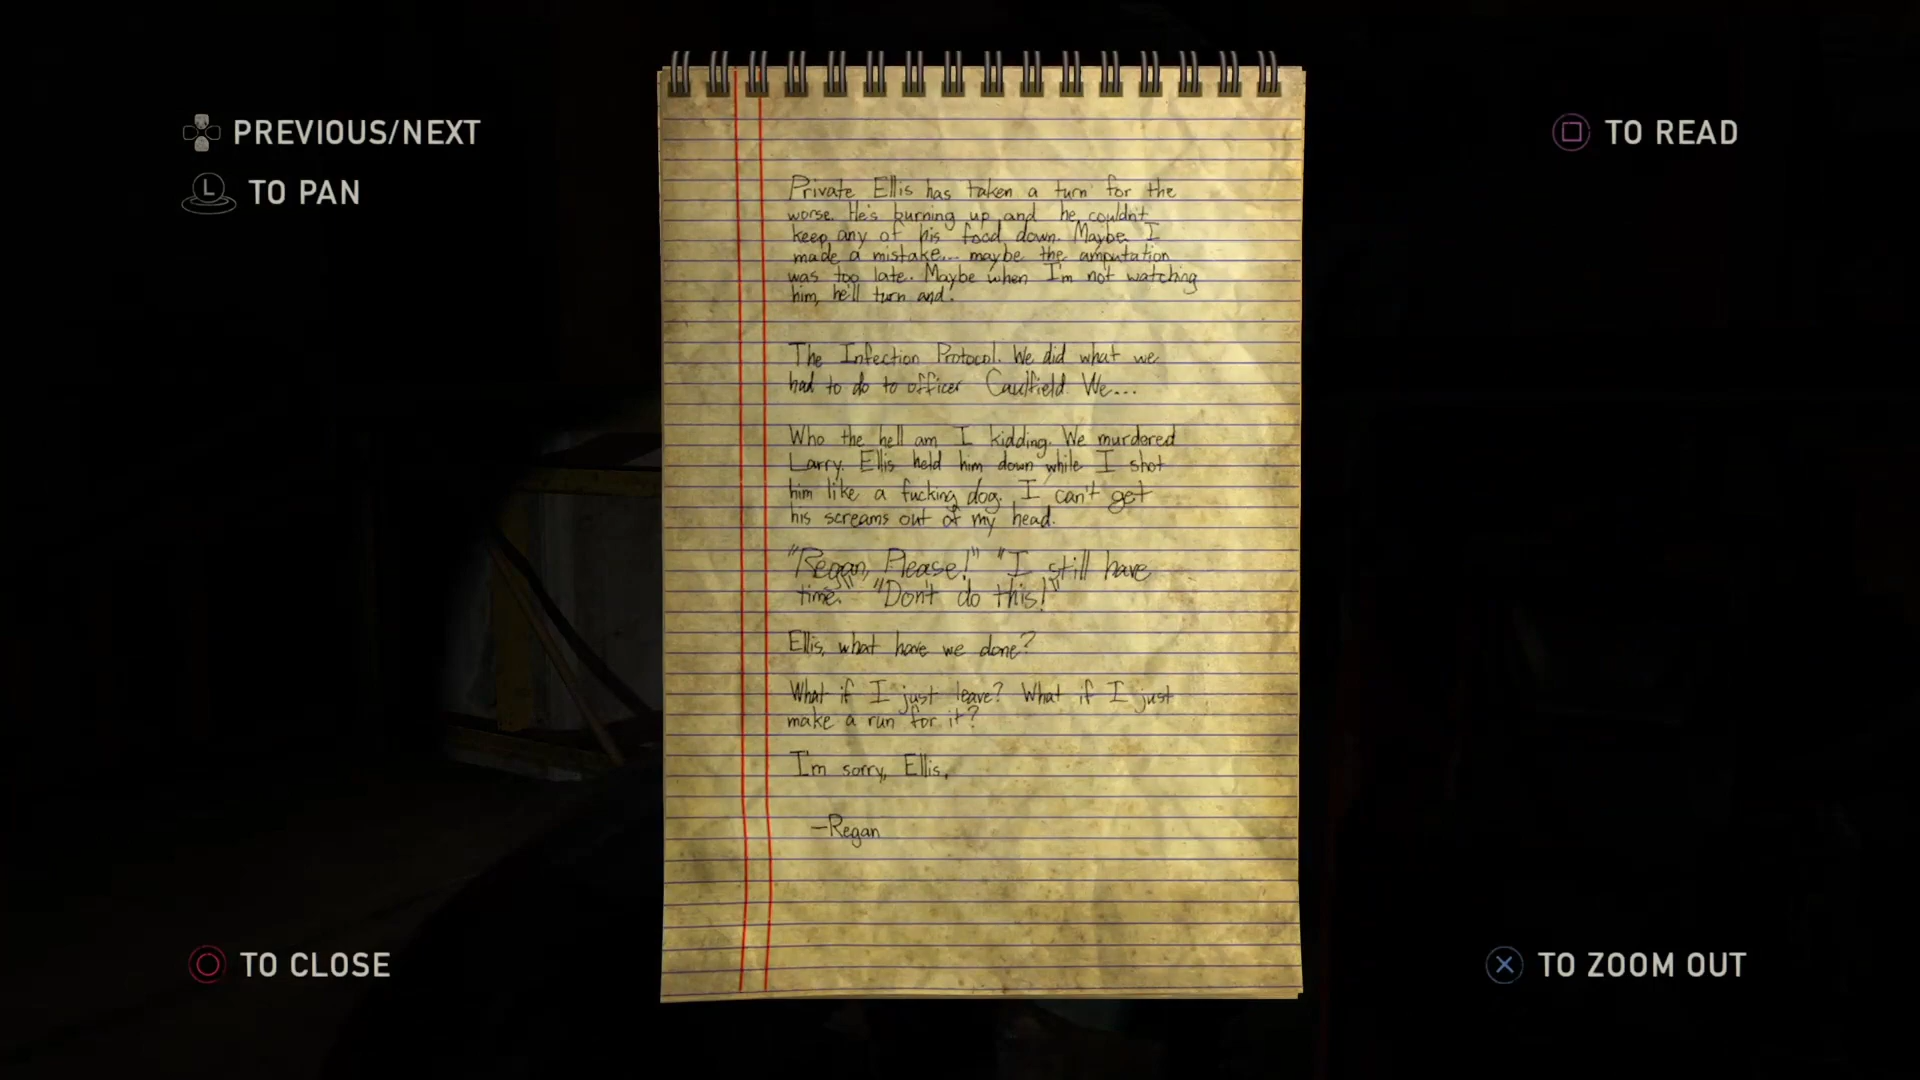 PREVIOUS/NEXT
L TO PAN
TO READ
Private Ellis has taken a turn for the
worse. He's burning up and he couldn't
keep any of his food down. Maybe I
made a mistake... maybe the amputation
was too late. Maybe when I'm not watching
him, he'll turn and.
The Infection Protocol. We did what we
had to do to officer Caulfield. We...
Who the hell am I kidding. We murdered
Larry. Ellis held him down while I shot
him like a fucking dog. I can't get
his screams out of my head.
"Regan, Please!" "I still have
time." "Don't do this!"
Ellis, what have we done?
What if I just leave? What if I just
make a run for it?
I'm sorry, Ellis,
-Regan
TO CLOSE
TO ZOOM OUT